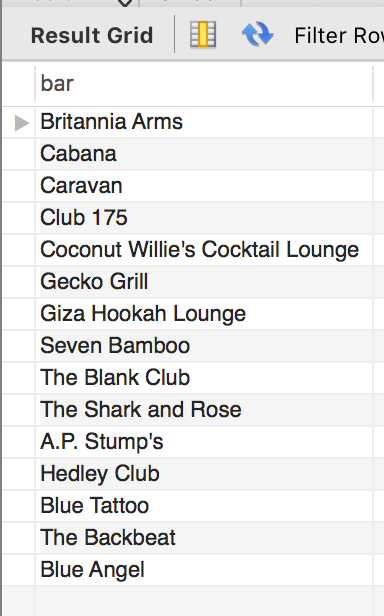 Result Grid Filter Rov
bar
Britannia Arms
Cabana
Caravan
Club 175
Coconut Willie's Cocktail Lounge
Gecko Grill
Giza Hookah Lounge
Seven Bamboo
The Blank Club
The Shark and Rose
A.P. Stump's
Hedley Club
Blue Tattoo
The Backbeat
Blue Angel